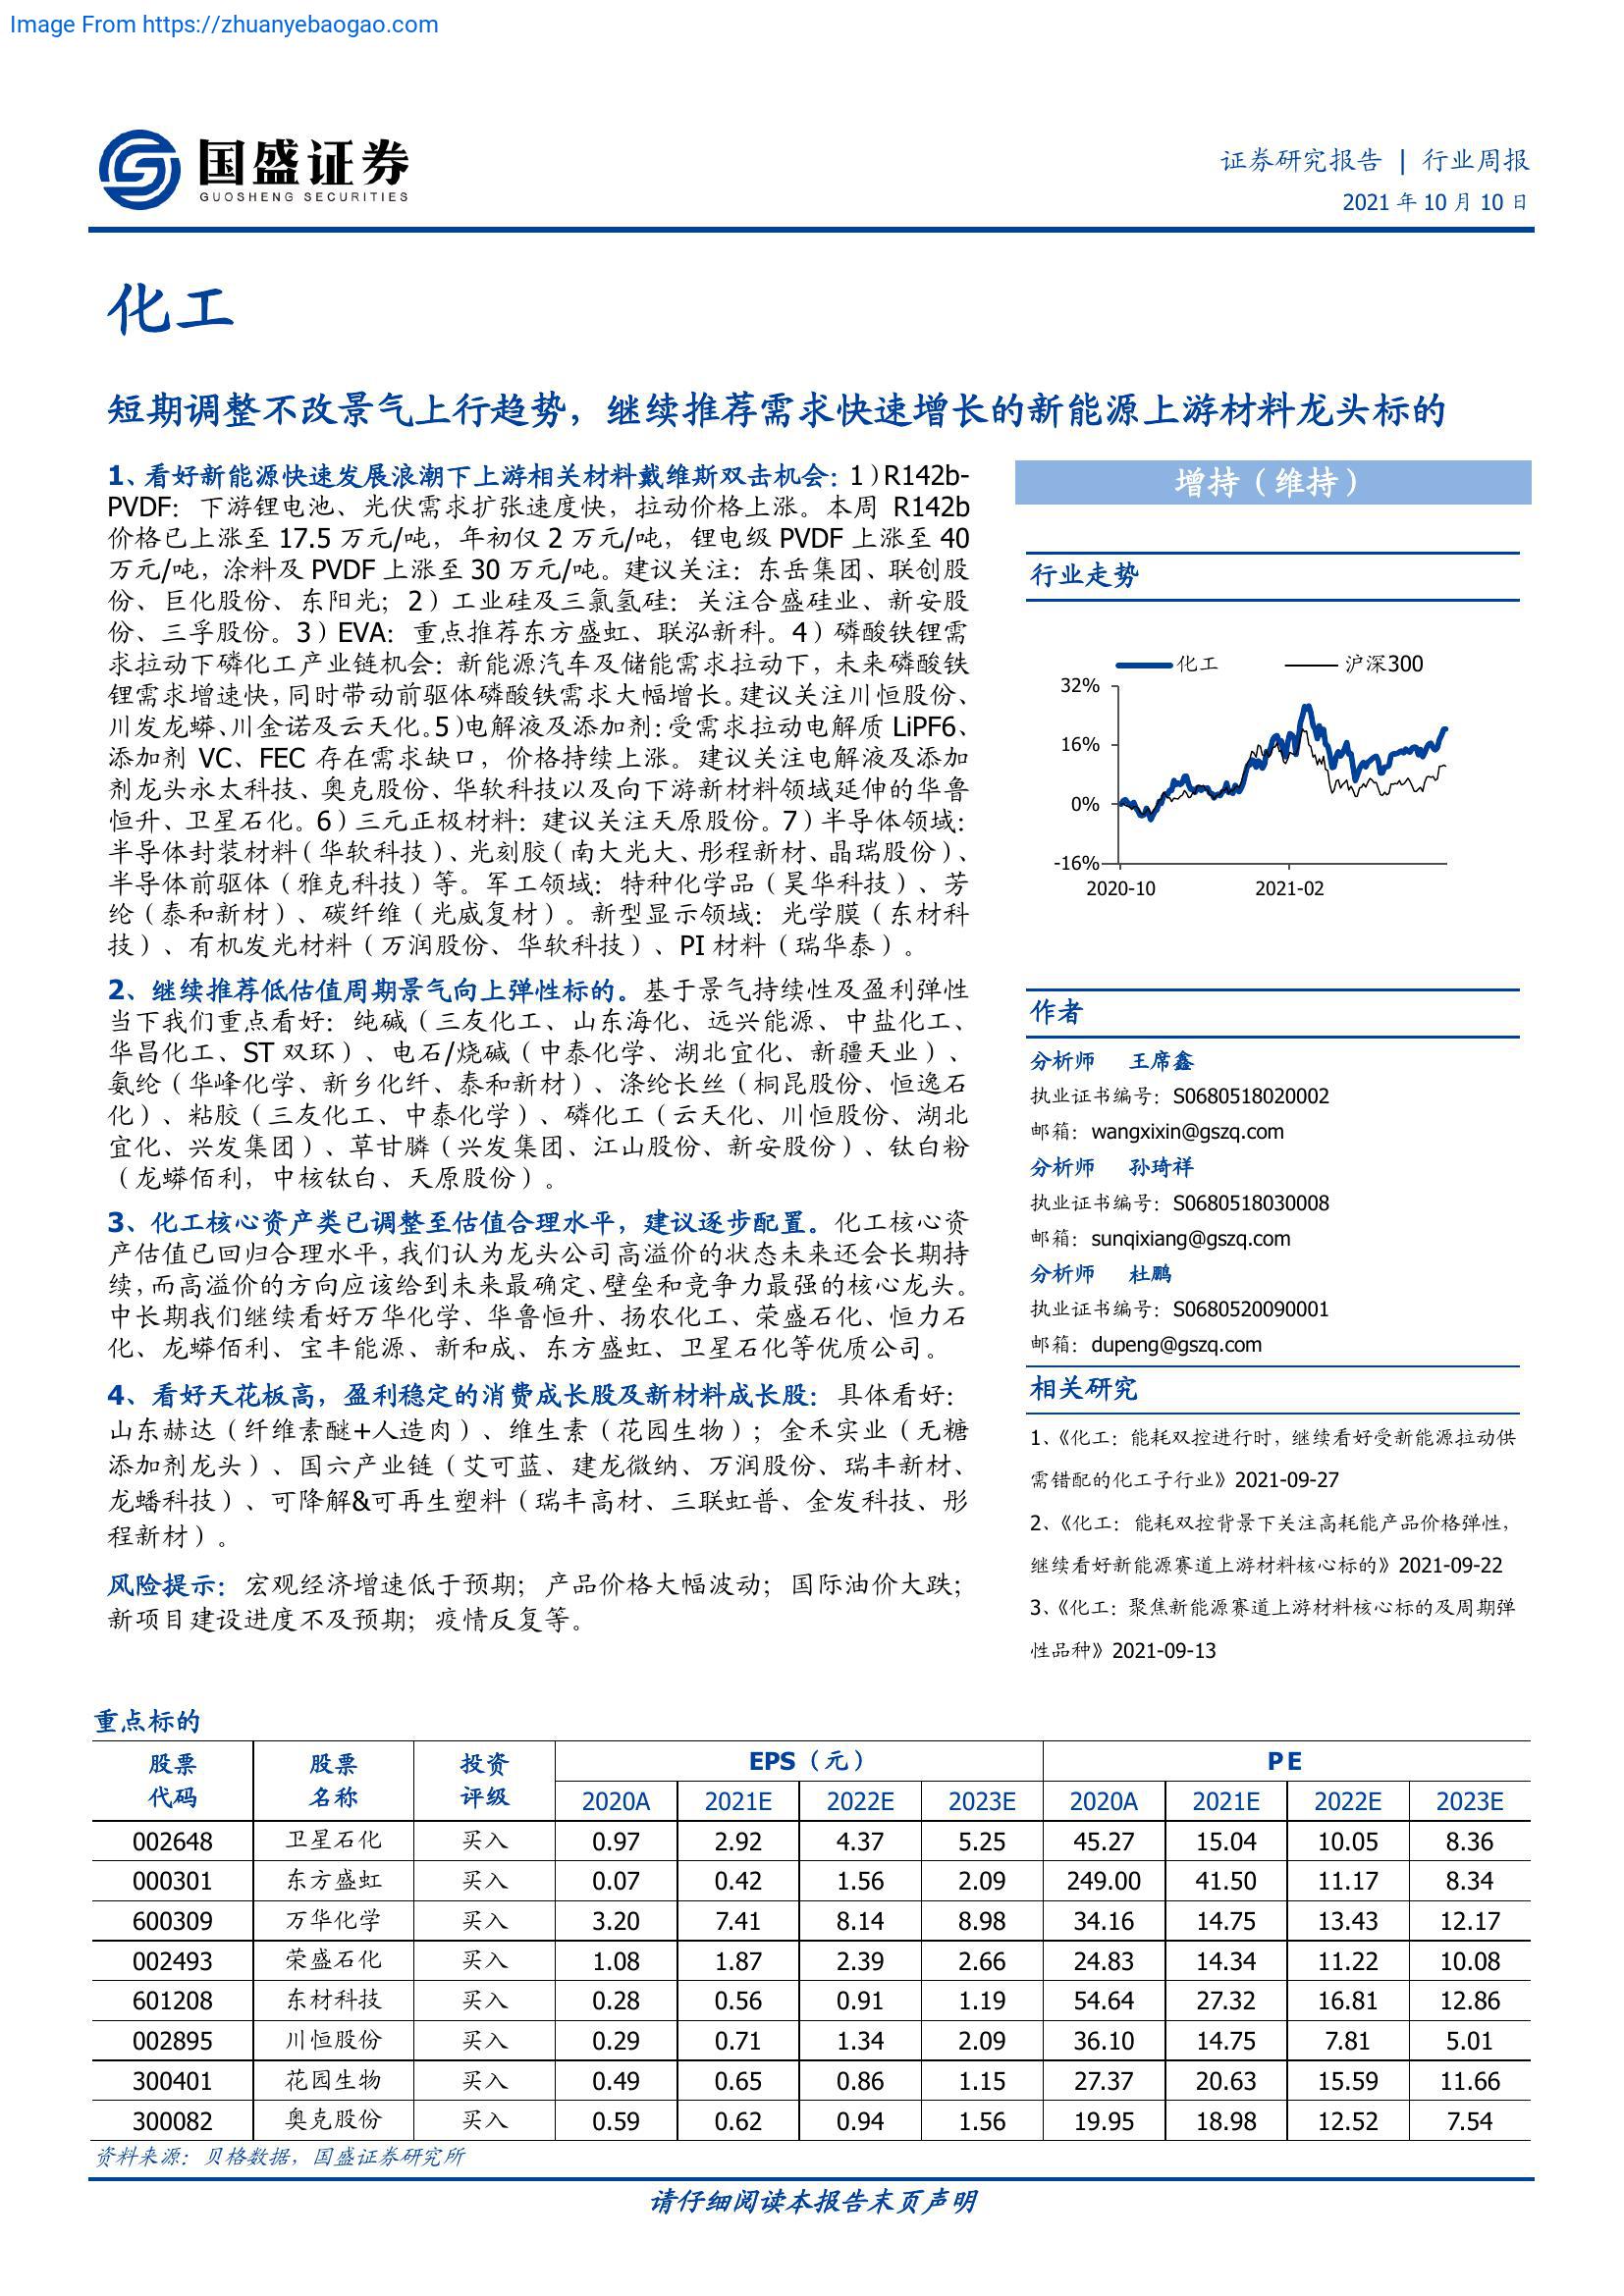 Image From https://zhuanyebaogao.com
国盛证券
GUOSHENG SECURITIES
证券研究报告 | 行业周报
2021 年 10 月 10 日
化工
短期调整不改景气上行趋势，继续推荐需求快速增长的新能源上游材料龙头标的
1、看好新能源快速发展浪潮下上游相关材料戴维斯双击机会：1）R142b-
PVDF：下游锂电池、光伏需求扩张速度快，拉动价格上涨。本周 R142b
价格已上涨至 17.5 万元/吨，年初仅 2 万元/吨，锂电级 PVDF 上涨至 40
万元/吨，涂料及 PVDF 上涨至 30 万元/吨。建议关注：东岳集团、联创股
份、巨化股份、东阳光；2）工业硅及三氯氢硅：关注合盛硅业、新安股
份、三孚股份。3）EVA：重点推荐东方盛虹、联泓新科。4）磷酸铁锂需
求拉动下磷化工产业链机会：新能源汽车及储能需求拉动下，未来磷酸铁
锂需求增速快，同时带动前驱体磷酸铁需求大幅增长。建议关注川恒股份、
川发龙蟒、川金诺及云天化。5）电解液及添加剂：受需求拉动电解质 LiPF6、
添加剂 VC、FEC 存在需求缺口，价格持续上涨。建议关注电解液及添加
剂龙头永太科技、奥克股份、华软科技以及向下游新材料领域延伸的华鲁
恒升、卫星石化。6）三元正极材料：建议关注天原股份。7）半导体领域：
半导体封装材料（华软科技）、光刻胶（南大光大、彤程新材、晶瑞股份）、
半导体前驱体（雅克科技）等。军工领域：特种化学品（昊华科技）、芳
纶（泰和新材）、碳纤维（光威复材）。新型显示领域：光学膜（东材科
技）、有机发光材料（万润股份、华软科技）、PI 材料（瑞华泰）。
2、继续推荐低估值周期景气向上弹性标的。基于景气持续性及盈利弹性
当下我们重点看好：纯碱（三友化工、山东海化、远兴能源、中盐化工、
华昌化工、ST 双环）、电石/烧碱（中泰化学、湖北宜化、新疆天业）、
氨纶（华峰化学、新乡化纤、泰和新材）、涤纶长丝（桐昆股份、恒逸石
化）、粘胶（三友化工、中泰化学）、磷化工（云天化、川恒股份、湖北
宜化、兴发集团）、草甘膦（兴发集团、江山股份、新安股份）、钛白粉
（龙蟒佰利，中核钛白、天原股份）。
3、化工核心资产类已调整至估值合理水平，建议逐步配置。化工核心资
产估值已回归合理水平，我们认为龙头公司高溢价的状态未来还会长期持
续，而高溢价的方向应该给到未来最确定、壁垒和竞争力最强的核心龙头。
中长期我们继续看好万华化学、华鲁恒升、扬农化工、荣盛石化、恒力石
化、龙蟒佰利、宝丰能源、新和成、东方盛虹、卫星石化等优质公司。
4、看好天花板高，盈利稳定的消费成长股及新材料成长股：具体看好：
山东赫达（纤维素醚+人造肉）、维生素（花园生物）；金禾实业（无糖
添加剂龙头）、国六产业链（艾可蓝、建龙微纳、万润股份、瑞丰新材、
龙蟠科技）、可降解&可再生塑料（瑞丰高材、三联虹普、金发科技、彤
程新材）。
风险提示：宏观经济增速低于预期；产品价格大幅波动；国际油价大跌；
新项目建设进度不及预期；疫情反复等。
增持（维持）
行业走势
化工 沪深300
32%
16%
0%
-16%
2020-10 2021-02
作者
分析师 王席鑫
执业证书编号：S0680518020002
邮箱：wangxixin@gszq.com
分析师 孙琦祥
执业证书编号：S0680518030008
邮箱：sunqixiang@gszq.com
分析师 杜鹏
执业证书编号：S0680520090001
邮箱：dupeng@gszq.com
相关研究
1、《化工：能耗双控进行时，继续看好受新能源拉动供
需错配的化工子行业》2021-09-27
2、《化工：能耗双控背景下关注高耗能产品价格弹性，
继续看好新能源赛道上游材料核心标的》2021-09-22
3、《化工：聚焦新能源赛道上游材料核心标的及周期弹
性品种》2021-09-13
重点标的
股票 股票 投资 EPS（元） PE
代码 名称 评级 2020A 2021E 2022E 2023E 2020A 2021E 2022E 2023E
002648 卫星石化 买入 0.97 2.92 4.37 5.25 45.27 15.04 10.05 8.36
000301 东方盛虹 买入 0.07 0.42 1.56 2.09 249.00 41.50 11.17 8.34
600309 万华化学 买入 3.20 7.41 8.14 8.98 34.16 14.75 13.43 12.17
002493 荣盛石化 买入 1.08 1.87 2.39 2.66 24.83 14.34 11.22 10.08
601208 东材科技 买入 0.28 0.56 0.91 1.19 54.64 27.32 16.81 12.86
002895 川恒股份 买入 0.29 0.71 1.34 2.09 36.10 14.75 7.81 5.01
300401 花园生物 买入 0.49 0.65 0.86 1.15 27.37 20.63 15.59 11.66
300082 奥克股份 买入 0.59 0.62 0.94 1.56 19.95 18.98 12.52 7.54
资料来源：贝格数据，国盛证券研究所
请仔细阅读本报告末页声明